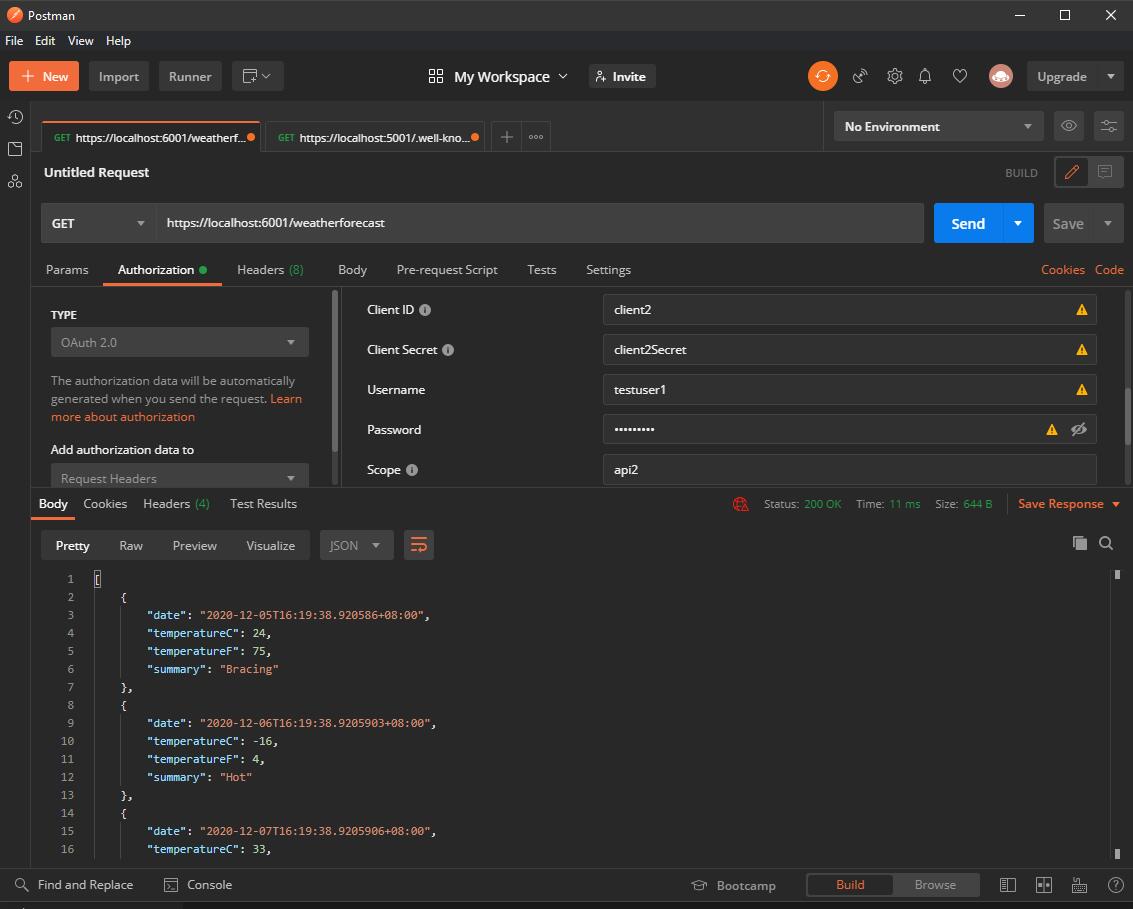 Postman
File Edit View Help
+ New Import Runner My Workspace Invite Upgrade
GET https://localhost:6001/weatherf... GET https://localhost:5001/.well-kno... No Environment
Untitled Request BUILD
GET https://localhost:6001/weatherforecast Send Save
Params Authorization Headers (8) Body Pre-request Script Tests Settings Cookies Code
TYPE
OAuth 2.0
The authorization data will be automatically
generated when you send the request. Learn
more about authorization
Add authorization data to
Request Headers
Client ID client2
Client Secret client2Secret
Username testuser1
Password •••••••••
Scope api2
Body Cookies Headers (4) Test Results Status: 200 OK Time: 11 ms Size: 644 B Save Response
Pretty Raw Preview Visualize JSON
1 [
2 {
3 "date": "2020-12-05T16:19:38.920586+08:00",
4 "temperatureC": 24,
5 "temperatureF": 75,
6 "summary": "Bracing"
7 },
8 {
9 "date": "2020-12-06T16:19:38.9205903+08:00",
10 "temperatureC": -16,
11 "temperatureF": 4,
12 "summary": "Hot"
13 },
14 {
15 "date": "2020-12-07T16:19:38.9205906+08:00",
16 "temperatureC": 33,
Find and Replace Console Bootcamp Build Browse